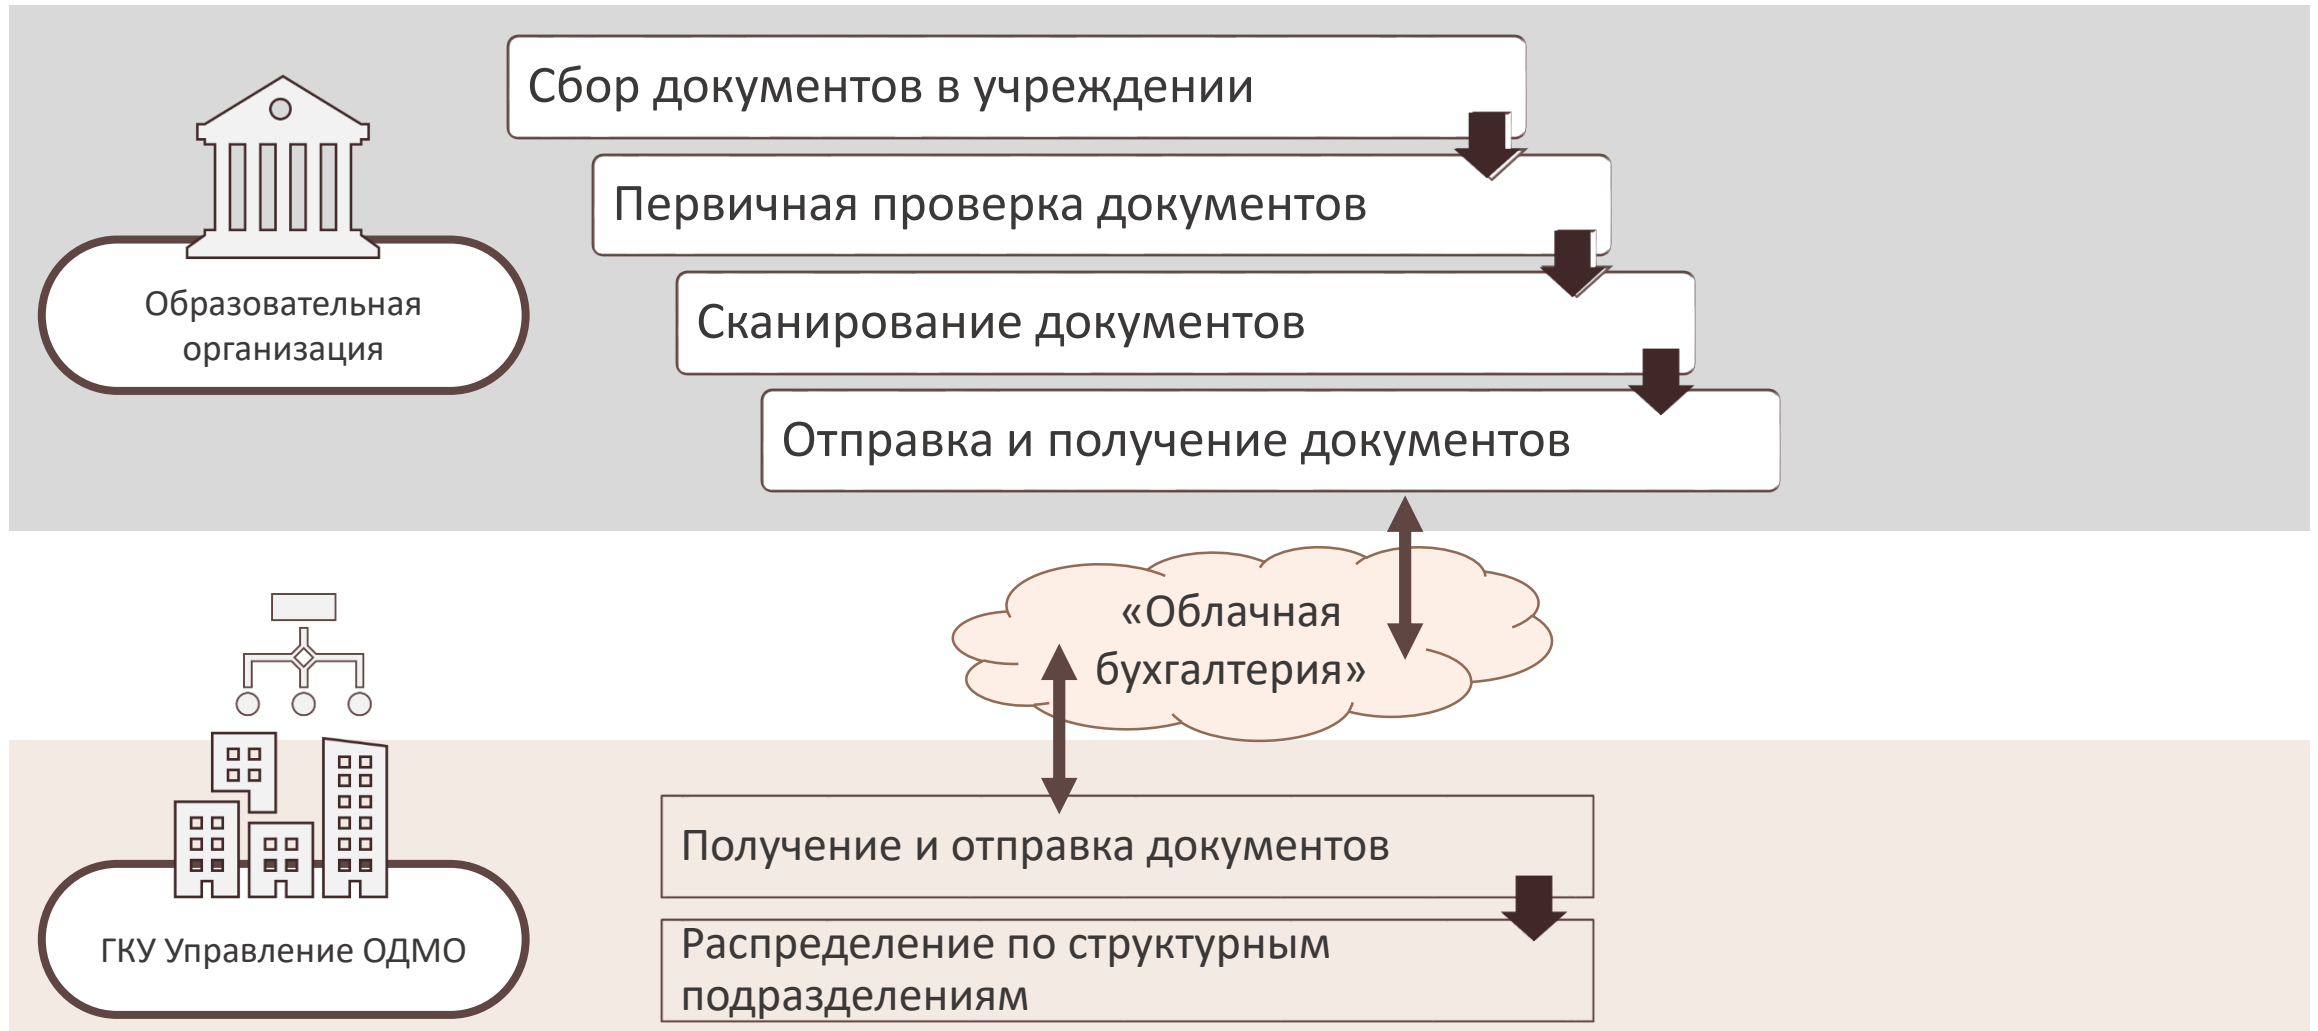 Сбор документов в учреждении
Первичная проверка документов
Образовательная
организация
Сканирование документов
Отправка и получение документов
«Облачная
бухгалтерия»
Получение и отправка документов
ГКУ Управление ОДМО
Распределение по структурным
подразделениям